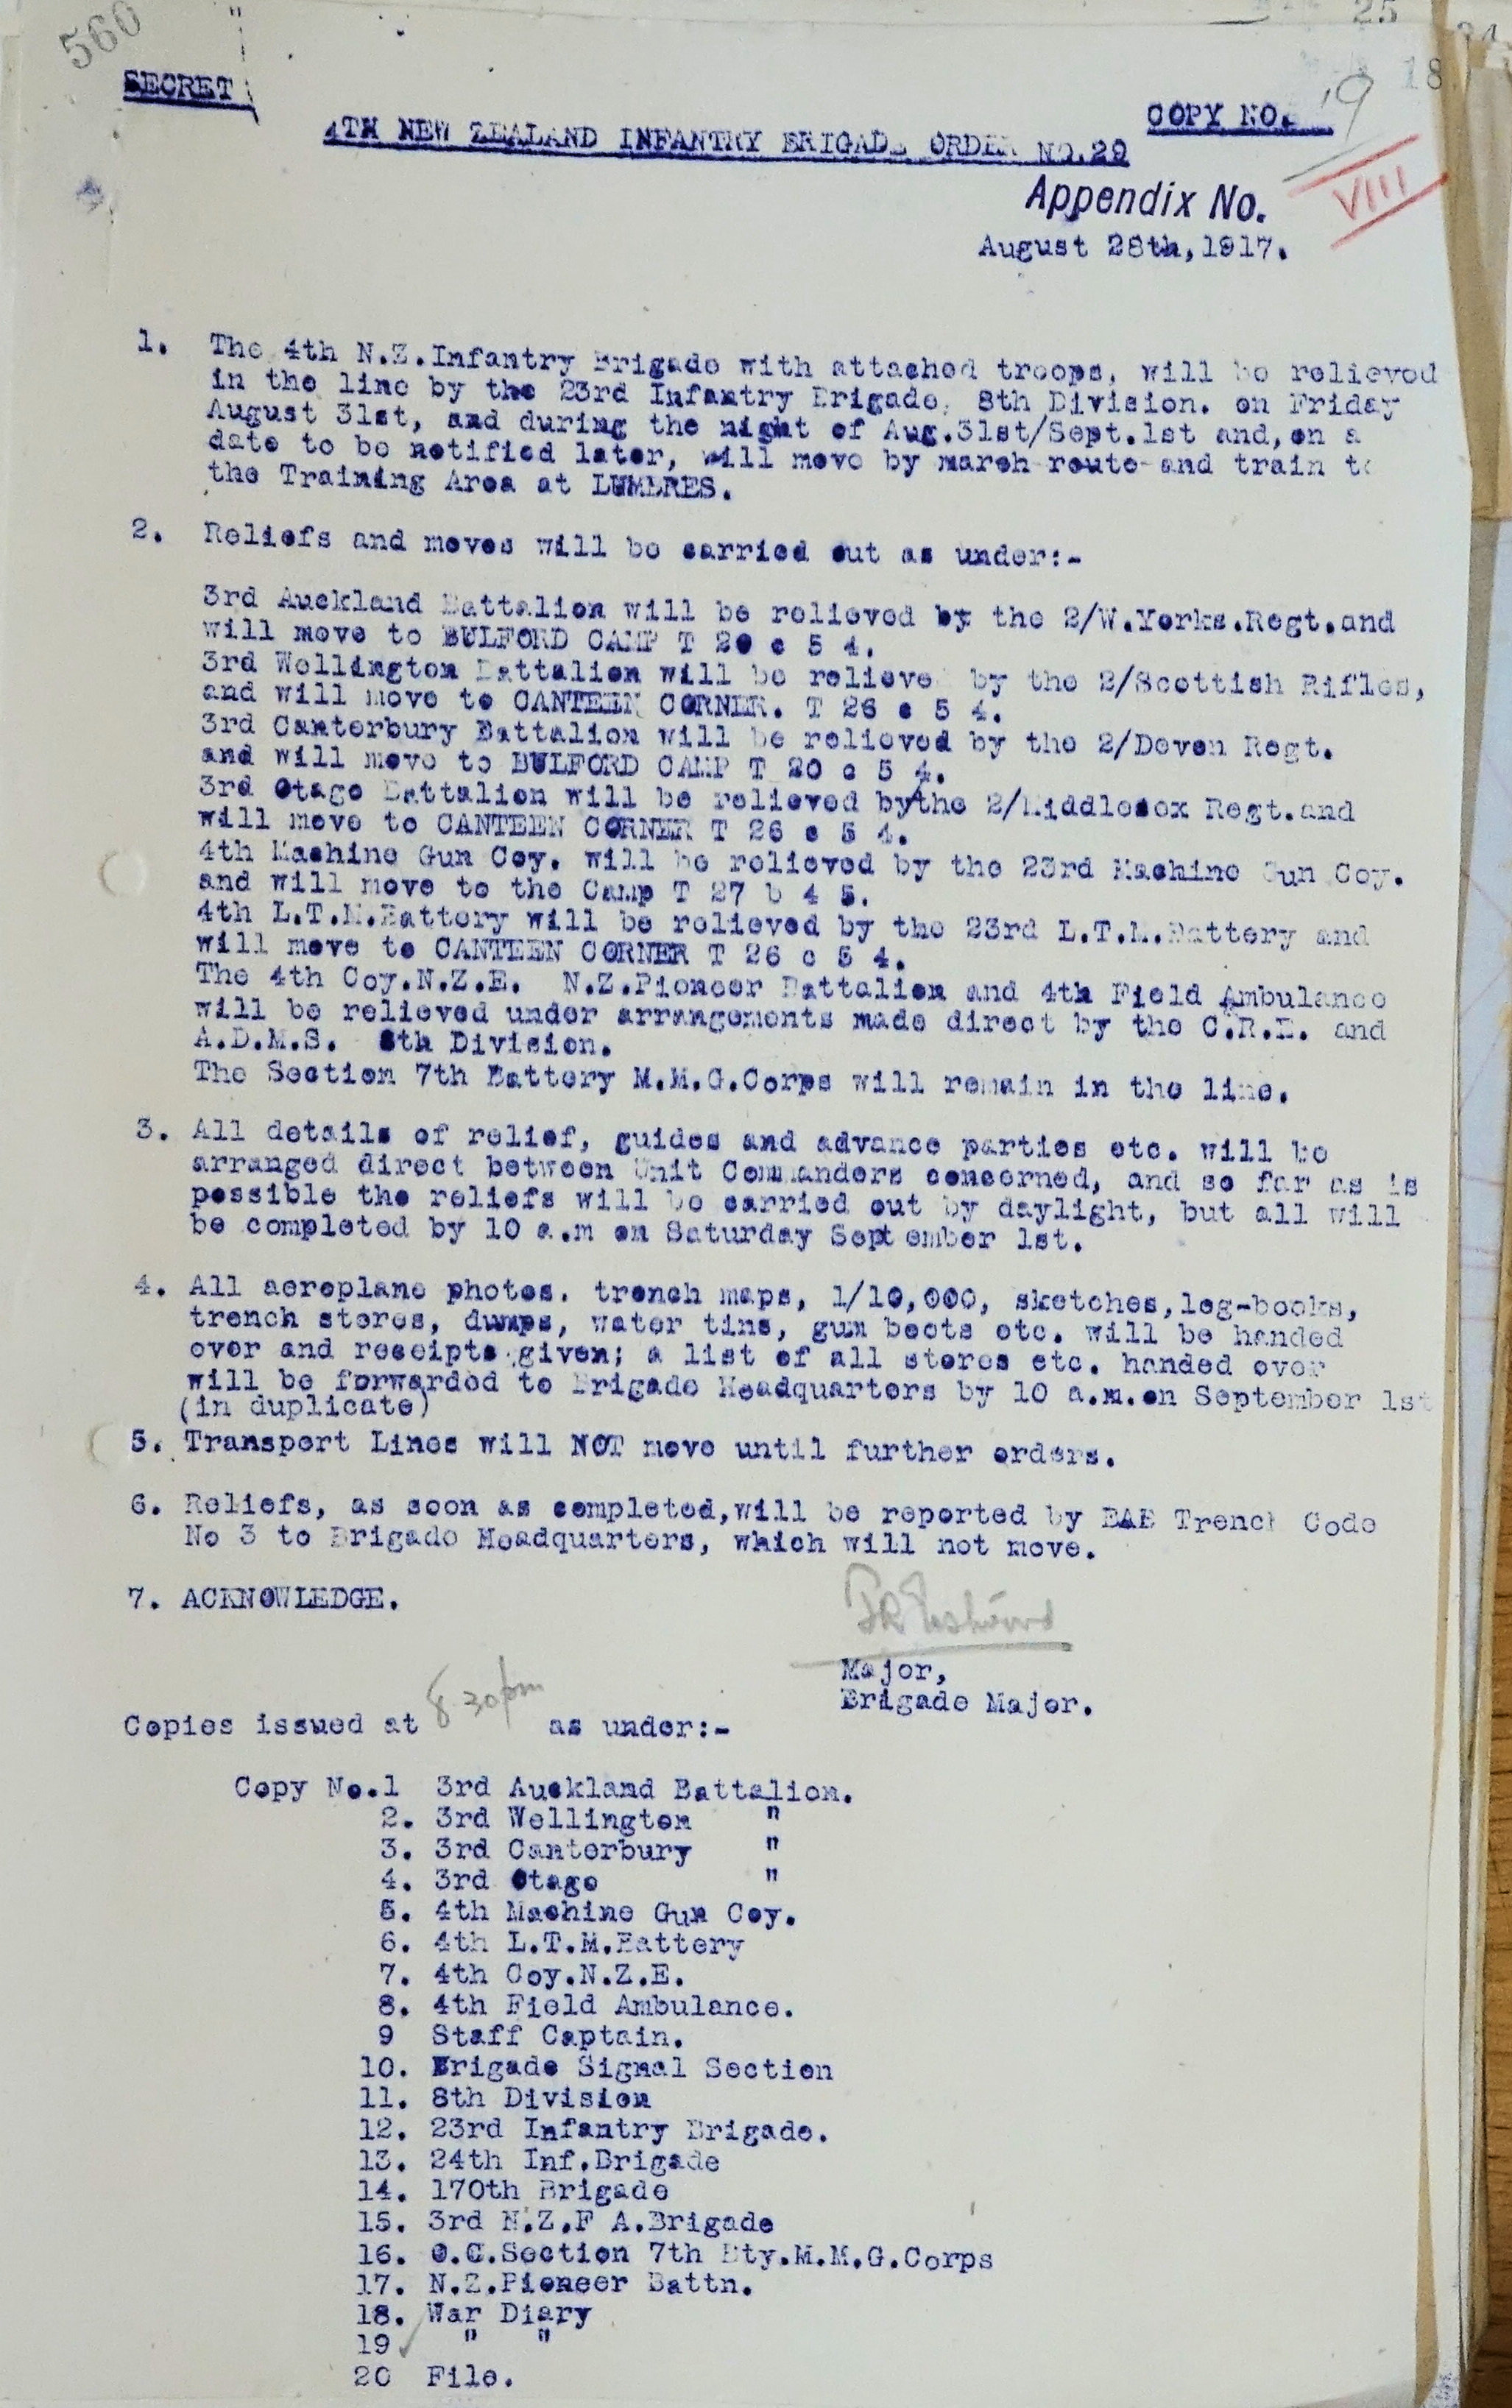 560
25
18
SECRET
COPY NO. 19
4TH NEW ZEALAND INFANTRY BRIGADE ORDER NO.29
Appendix No. VIII
August 28th, 1917.
1. The 4th N.Z.Infantry Brigade with attached troops, will be relieved
in the line by the 23rd Infantry Brigade, 8th Division. on Friday
August 31st, and during the night of Aug.31st/Sept.1st and, on a
date to be notified later, will move by march route and train to
the Training Area at LUMBRES.
2. Reliefs and moves will be carried out as under:-
3rd Auckland Battalion will be relieved by the 2/W.Yorks.Regt.and
will move to BULFORD CAMP T 20 c 5 4.
3rd Wellington Battalion will be relieved by the 2/Scottish Rifles,
and will move to CANTEEN CORNER. T 26 c 5 4.
3rd Canterbury Battalion will be relieved by the 2/Devon Regt.
and will move to BULFORD CAMP T 20 c 5 4.
3rd Otago Battalion will be relieved by/the 2/Middlesex Regt.and
will move to CANTEEN CORNER T 26 c 5 4.
4th Machine Gun Coy. will be relieved by the 23rd Machine Gun Coy.
and will move to the Camp T 27 b 4 5.
4th L.T.M.Battery will be relieved by the 23rd L.T.M.Battery and
will move to CANTEEN CORNER T 26 c 5 4.
The 4th Coy.N.Z.E. N.Z.Pioneer Battalion and 4th Field Ambulance
will be relieved under arrangements made direct by the C.R.E. and
A.D.M.S. 8th Division.
The Section 7th Battery M.M.G.Corps will remain in the line.
3. All details of relief, guides and advance parties etc. will be
arranged direct between Unit Commanders concerned, and so far as is
possible the reliefs will be carried out by daylight, but all will
be completed by 10 a.m on Saturday September 1st.
4. All aeroplane photos. trench maps, 1/10,000, sketches, log-books,
trench stores, dumps, water tins, gum boots etc. will be handed
over and receipts given; a list of all stores etc. handed over
will be forwarded to Brigade Headquarters by 10 a.m.on September 1st
(in duplicate)
5. Transport Lines will NOT move until further orders.
6. Reliefs, as soon as completed, will be reported by BAB Trench Code
No 3 to Brigade Headquarters, which will not move.
7. ACKNOWLEDGE.
Major,
Brigade Major.
Copies issued at 8.30pm as under:-
Copy No.1 3rd Auckland Battalion.
2. 3rd Wellington "
3. 3rd Canterbury "
4. 3rd Otago "
5. 4th Machine Gun Coy.
6. 4th L.T.M.Battery
7. 4th Coy.N.Z.E.
8. 4th Field Ambulance.
9 Staff Captain.
10. Brigade Signal Section
11. 8th Division
12. 23rd Infantry Brigade.
13. 24th Inf.Brigade
14. 170th Brigade
15. 3rd N.Z.F A.Brigade
16. O.C.Section 7th Bty.M.M.G.Corps
17. N.Z.Pioneer Battn.
18. War Diary
19 " "
20 File.